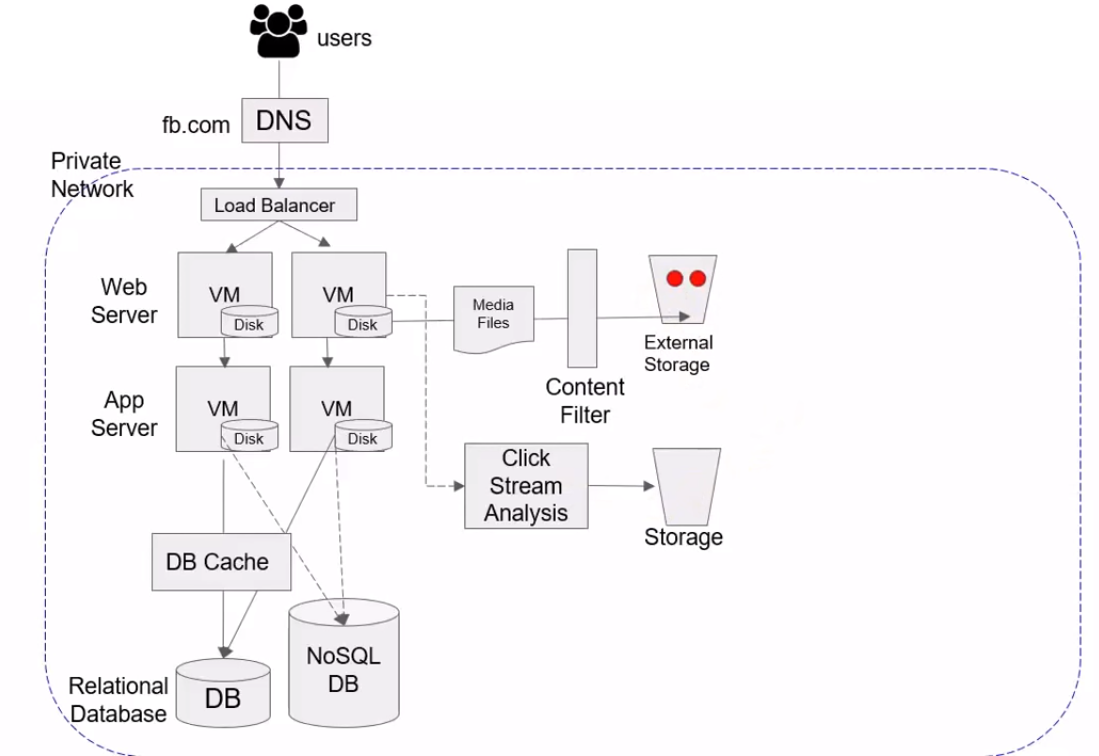 users
fb.com
DNS
Private
Network
Load Balancer
Web
Server
VM
Disk
VM
Disk
Media
Files
Content
Filter
External
Storage
App
Server
VM
Disk
VM
Disk
Click
Stream
Analysis
Storage
DB Cache
NoSQL
DB
Relational
Database
DB